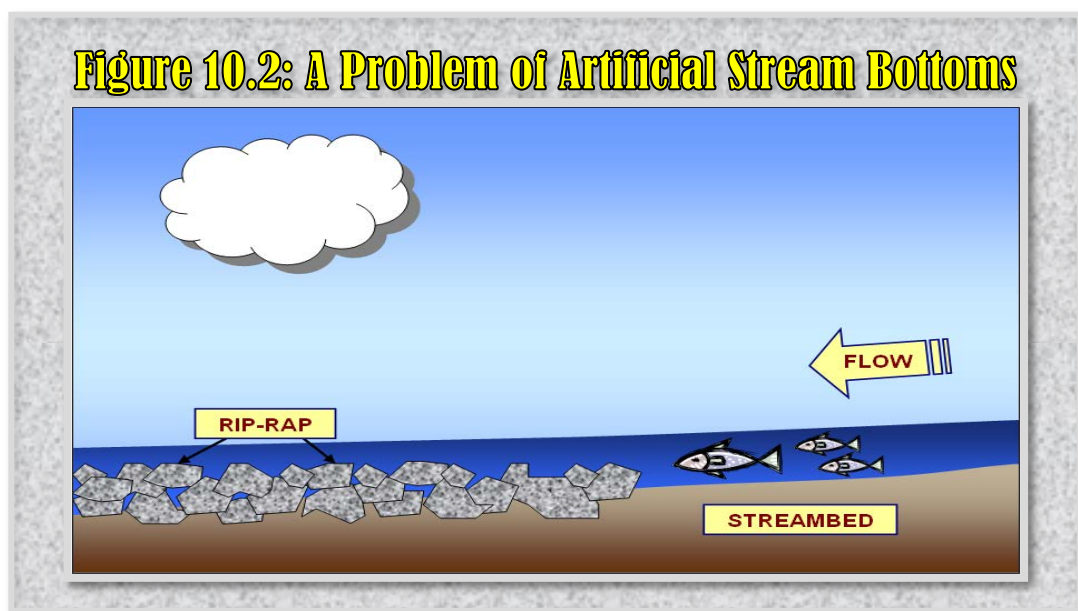 Figure 10.2: A Problem of Artificial Stream Bottoms
FLOW
RIP-RAP
STREAMBED